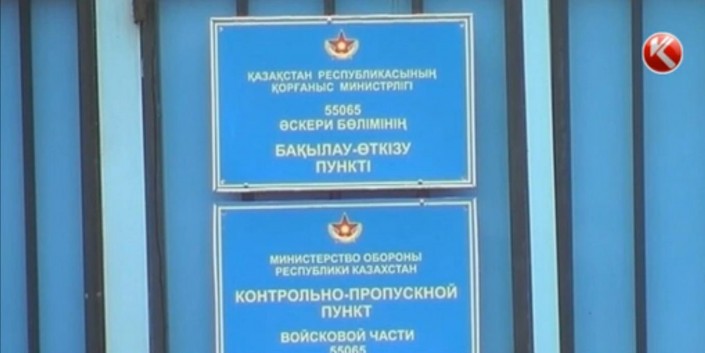 ҚАЗАҚСТАН РЕСПУБЛИКАСЫНЫҢ
ҚОРҒАНЫС МИНИСТРЛІГІ
55065
ӘСКЕРИ БӨЛІМІНІҢ
БАҚЫЛАУ-ӨТКІЗУ
ПУНКТІ
МИНИСТЕРСТВО ОБОРОНЫ
РЕСПУБЛИКИ КАЗАХСТАН
КОНТРОЛЬНО-ПРОПУСКНОЙ
ПУНКТ
ВОЙСКОВОЙ ЧАСТИ
55065